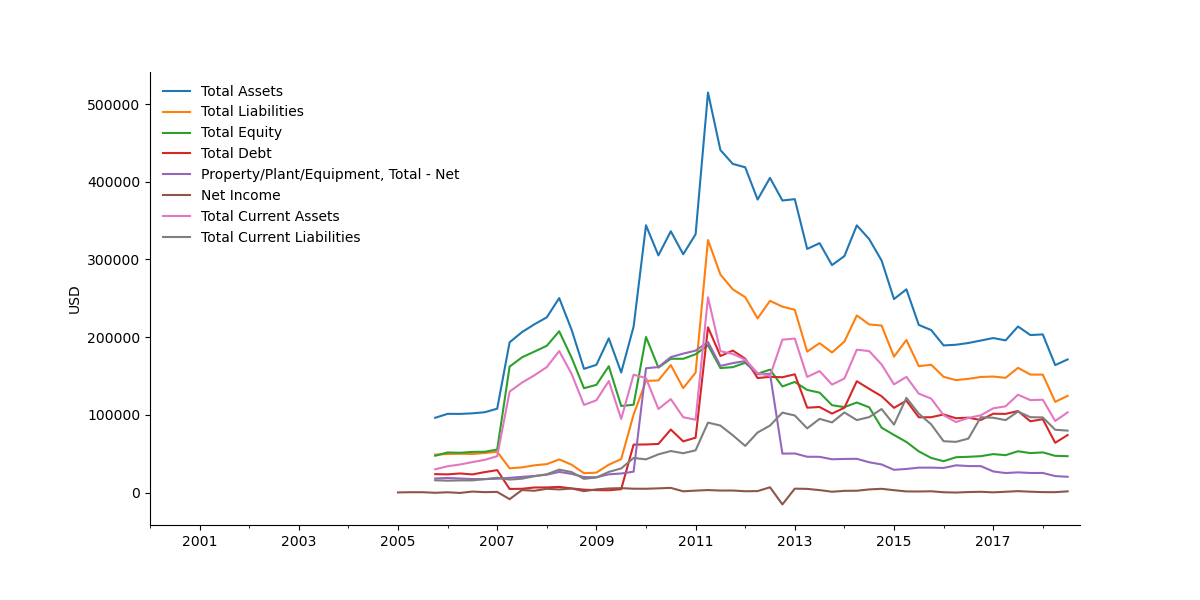 500000
400000
300000
200000
100000
0
USD
Total Assets
Total Liabilities
Total Equity
Total Debt
Property/Plant/Equipment, Total - Net
Net Income
Total Current Assets
Total Current Liabilities
2001 2003 2005 2007 2009 2011 2013 2015 2017